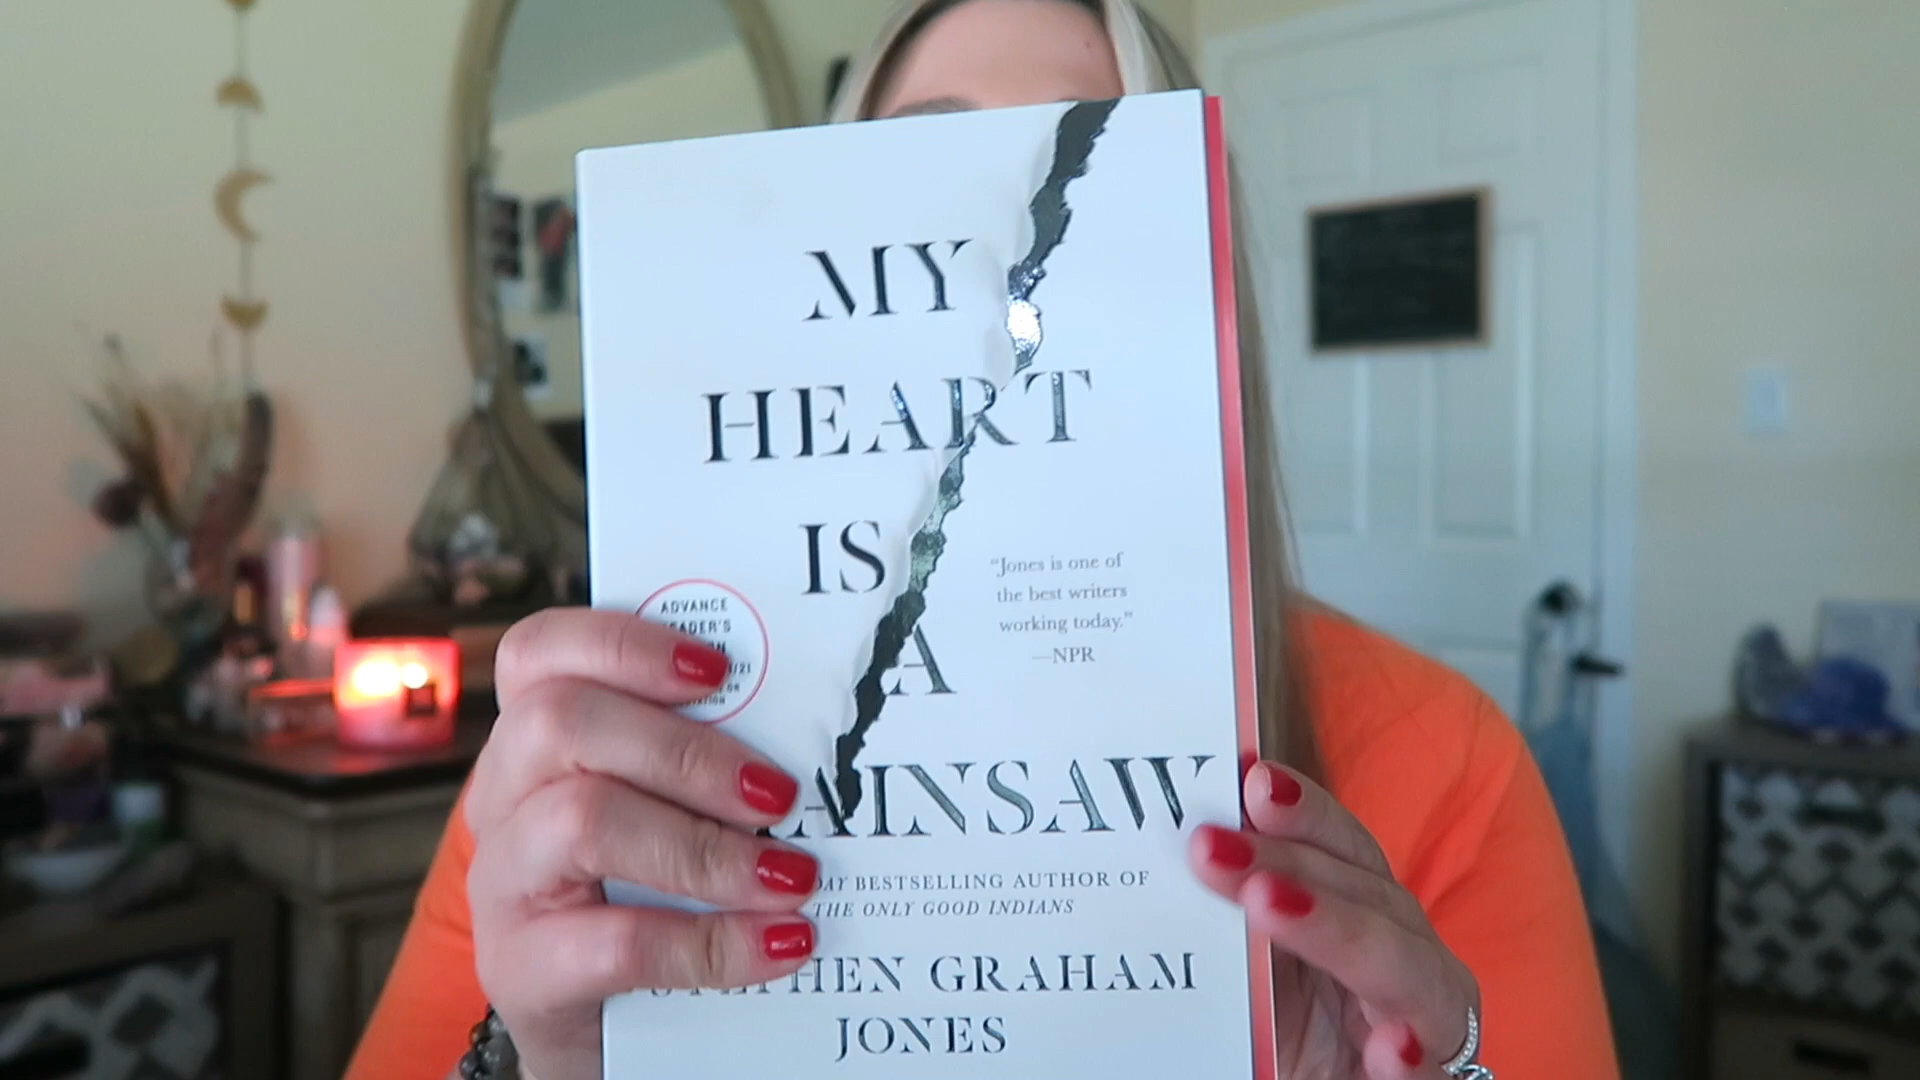 MY
HEART
IS
A
AINSAW
"Jones is one of
the best writers
working today."
—NPR
ADVANCE
BESTSELLING AUTHOR OF
THE ONLY GOOD INDIANS
STEPHEN GRAHAM
JONES